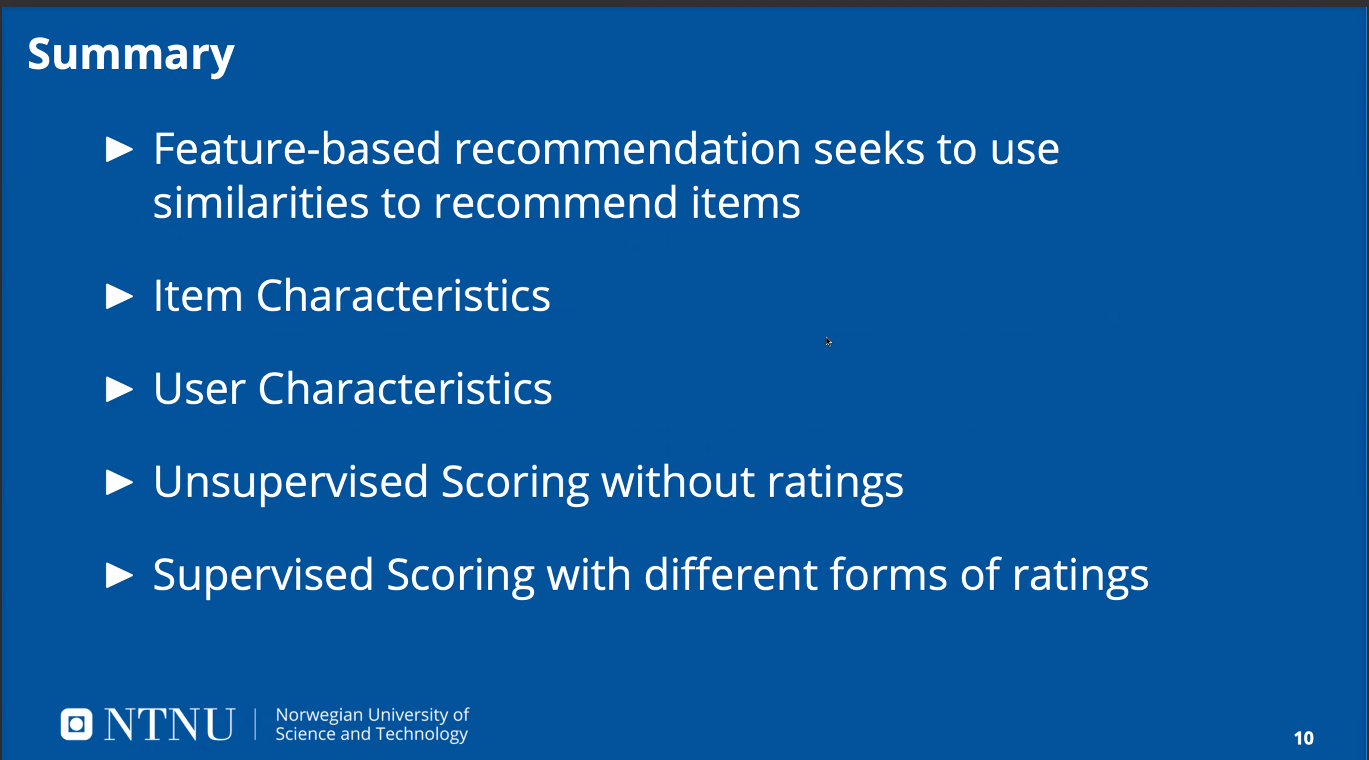 Summary
► Feature-based recommendation seeks to use
similarities to recommend items
► Item Characteristics
► User Characteristics
► Unsupervised Scoring without ratings
► Supervised Scoring with different forms of ratings
NTNU
Norwegian University of
Science and Technology
10